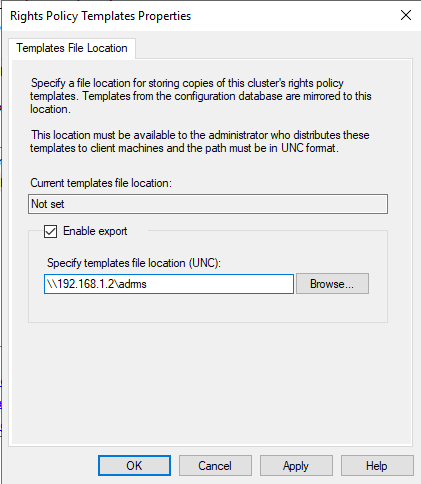 Rights Policy Templates Properties
Templates File Location
Specify a file location for storing copies of this cluster's rights policy
templates. Templates from the configuration database are mirrored to this
location.
This location must be available to the administrator who distributes these
templates to client machines and the path must be in UNC format.
Current templates file location:
Not set
Enable export
Specify templates file location (UNC):
\\192.168.1.2\adms
Browse...
OK
Cancel
Apply
Help